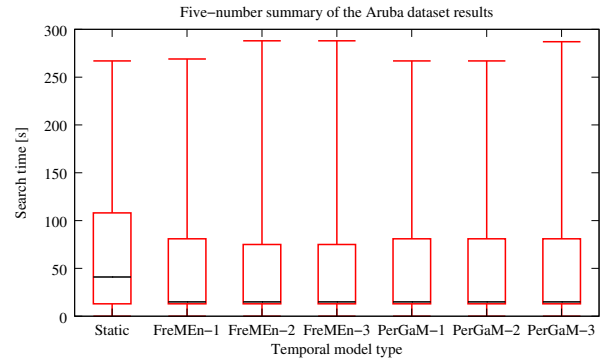 Five−number summary of the Aruba dataset results
300
250
200
150
100
50
0
Search time [s]
Static FreMEn−1 FreMEn−2 FreMEn−3 PerGaM−1 PerGaM−2 PerGaM−3
Temporal model type